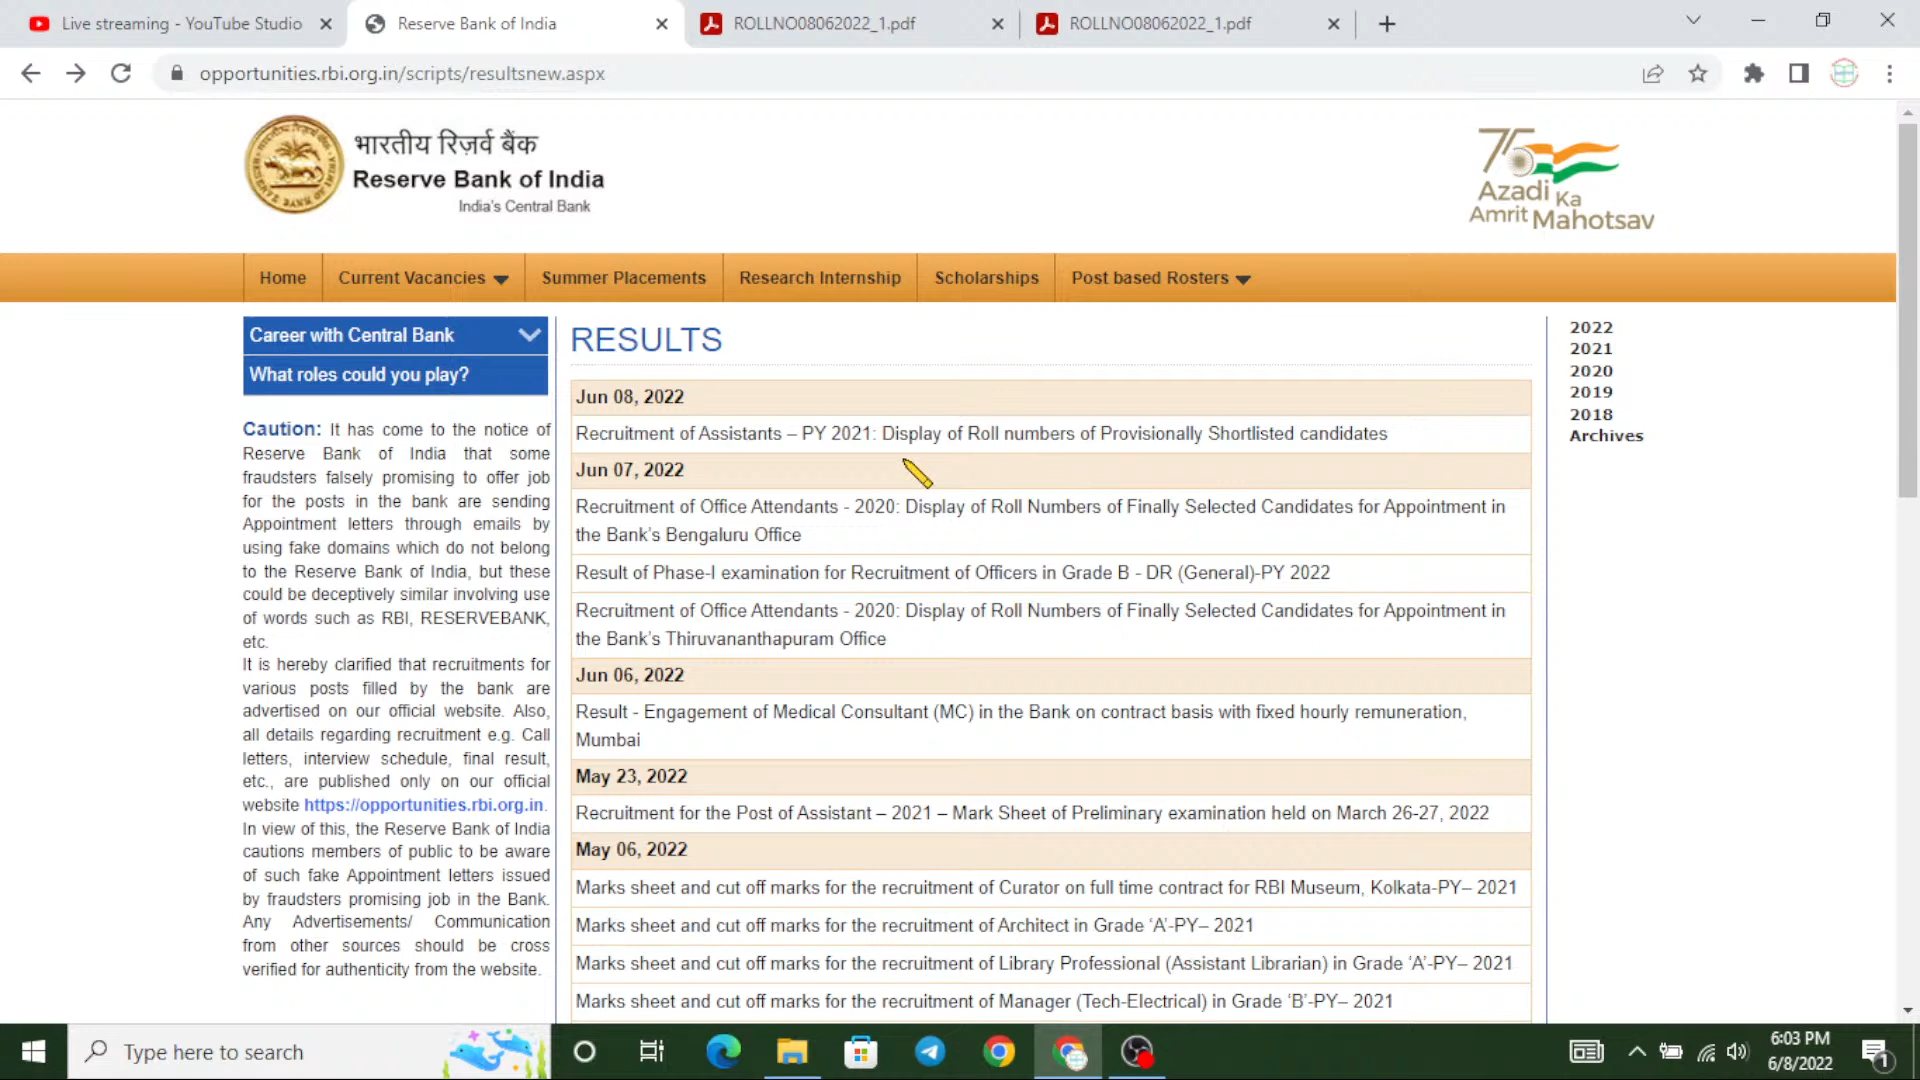 Live streaming - YouTube Studio
Reserve Bank of India
ROLLNO08062022_1.pdf
ROLLNO08062022_1.pdf
opportunities.rbi.org.in/scripts/resultsnew.aspx
भारतीय रिज़र्व बैंक
Reserve Bank of India
India's Central Bank
75
Azadi Ka
Amrit Mahotsav
Home
Current Vacancies
Summer Placements
Research Internship
Scholarships
Post based Rosters
Career with Central Bank
What roles could you play?
Caution: It has come to the notice of
Reserve Bank of India that some
fraudsters falsely promising to offer job
for the posts in the bank are sending
Appointment letters through emails by
using fake domains which do not belong
to the Reserve Bank of India, but these
could be deceptively similar involving use
of words such as RBI, RESERVEBANK,
etc.
It is hereby clarified that recruitments for
various posts filled by the bank are
advertised on our official website. Also,
all details regarding recruitment e.g. Call
letters, interview schedule, final result,
etc., are published only on our official
website https://opportunities.rbi.org.in.
In view of this, the Reserve Bank of India
cautions members of public to be aware
of such fake Appointment letters issued
by fraudsters promising job in the Bank.
Any Advertisements/ Communication
from other sources should be cross
verified for authenticity from the website.
RESULTS
Jun 08, 2022
Recruitment of Assistants – PY 2021: Display of Roll numbers of Provisionally Shortlisted candidates
Jun 07, 2022
Recruitment of Office Attendants - 2020: Display of Roll Numbers of Finally Selected Candidates for Appointment in
the Bank's Bengaluru Office
Result of Phase-I examination for Recruitment of Officers in Grade B - DR (General)-PY 2022
Recruitment of Office Attendants - 2020: Display of Roll Numbers of Finally Selected Candidates for Appointment in
the Bank's Thiruvananthapuram Office
Jun 06, 2022
Result - Engagement of Medical Consultant (MC) in the Bank on contract basis with fixed hourly remuneration,
Mumbai
May 23, 2022
Recruitment for the Post of Assistant – 2021 – Mark Sheet of Preliminary examination held on March 26-27, 2022
May 06, 2022
Marks sheet and cut off marks for the recruitment of Curator on full time contract for RBI Museum, Kolkata-PY– 2021
Marks sheet and cut off marks for the recruitment of Architect in Grade ‘A’-PY– 2021
Marks sheet and cut off marks for the recruitment of Library Professional (Assistant Librarian) in Grade ‘A’-PY– 2021
Marks sheet and cut off marks for the recruitment of Manager (Tech-Electrical) in Grade ‘B’-PY– 2021
2022
2021
2020
2019
2018
Archives
Type here to search
6:03 PM
6/8/2022
1